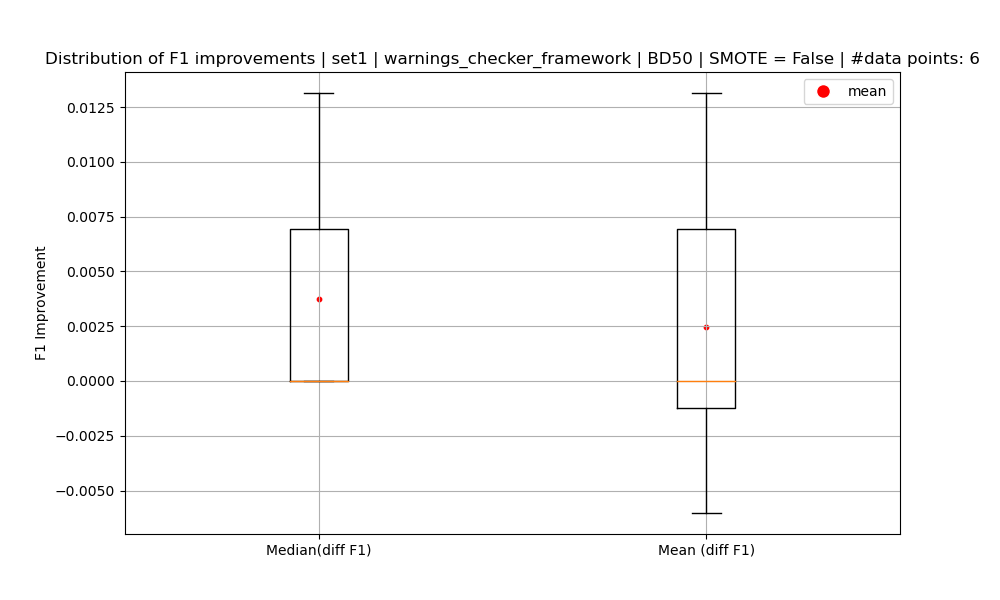 Distribution of F1 improvements | set1 | warnings_checker_framework | BD50 | SMOTE = False | #data points: 6
mean
0.0125
0.0100
0.0075
0.0050
0.0025
0.0000
−0.0025
−0.0050
F1 Improvement
Median(diff F1)
Mean (diff F1)